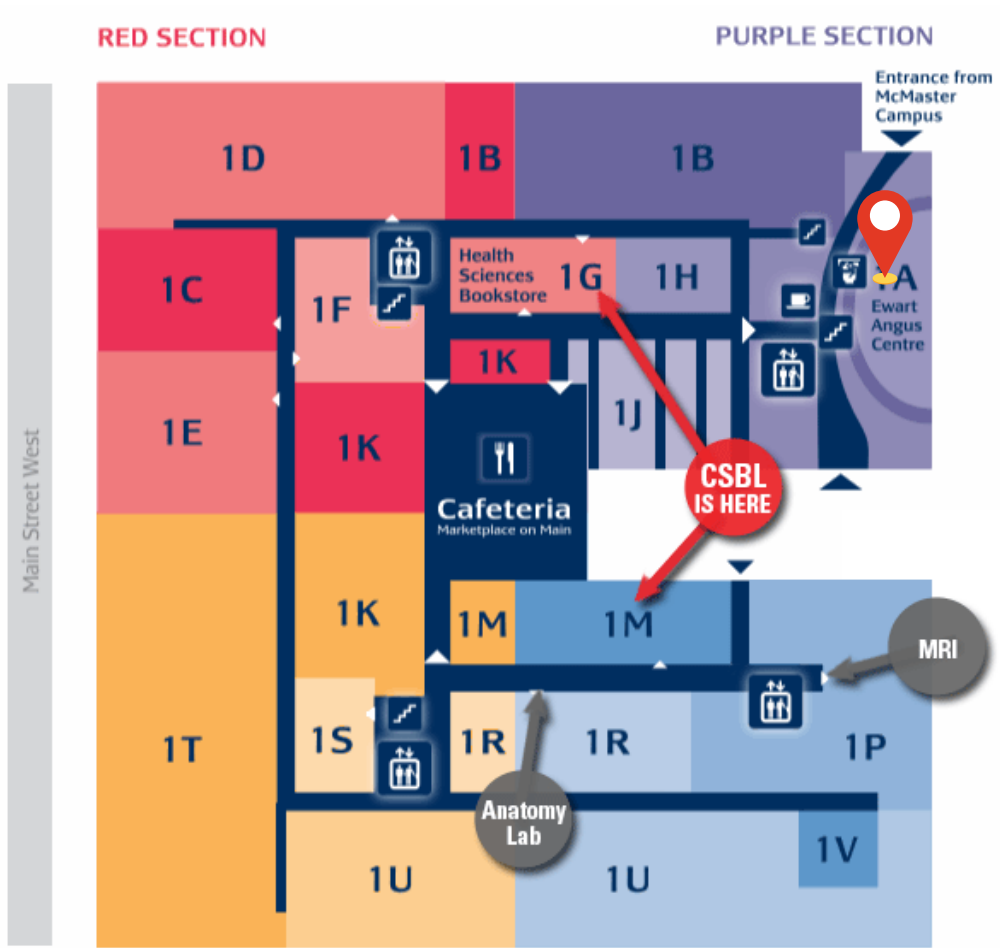 RED SECTION
PURPLE SECTION
Entrance from
McMaster
Campus
1D
1B
1B
1A
Ewart
Angus
Centre
1C
1F
Health
Sciences
Bookstore
1G
1H
1K
1J
1E
1K
CSBL
IS HERE
Cafeteria
Marketplace on Main
Main Street West
1K
1M
1M
MRI
1T
1S
1R
1R
1P
Anatomy
Lab
1U
1U
1V